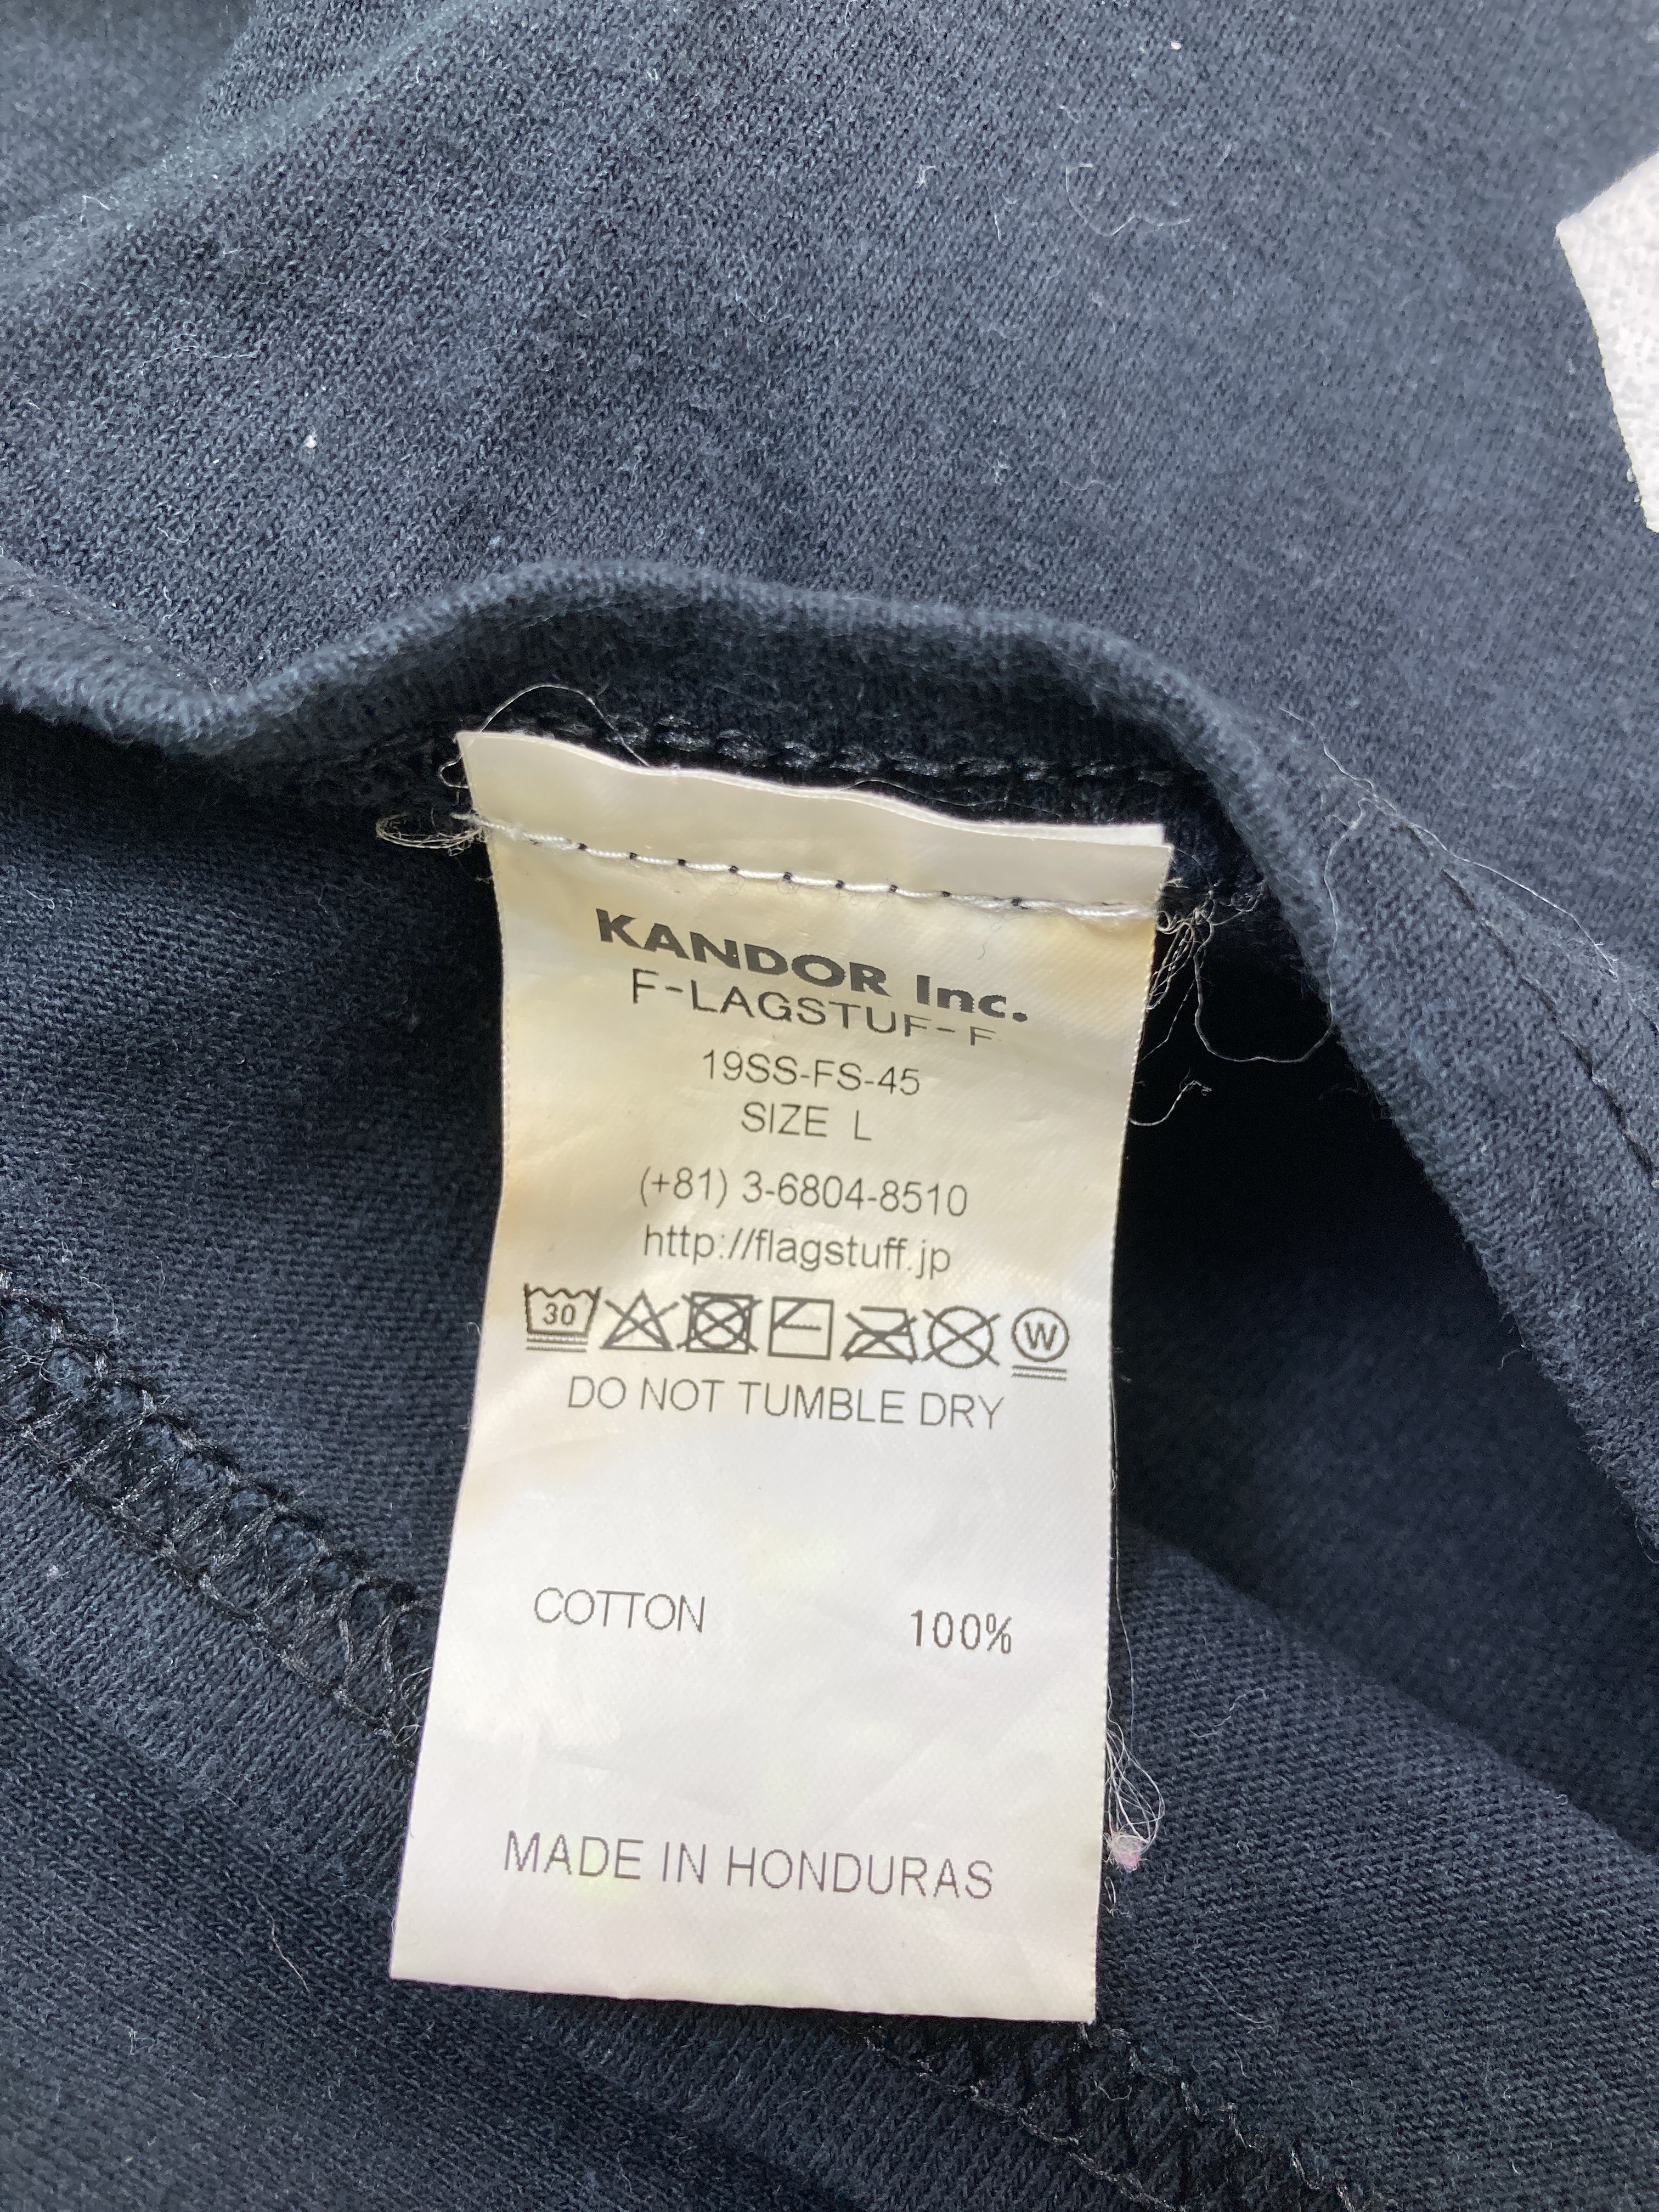 KANDOR Inc.
F-LAGSTUF-F
19SS-FS-45
SIZE L
(+81) 3-6804-8510
http://flagstuff.jp
30 W
DO NOT TUMBLE DRY
COTTON 100%
MADE IN HONDURAS